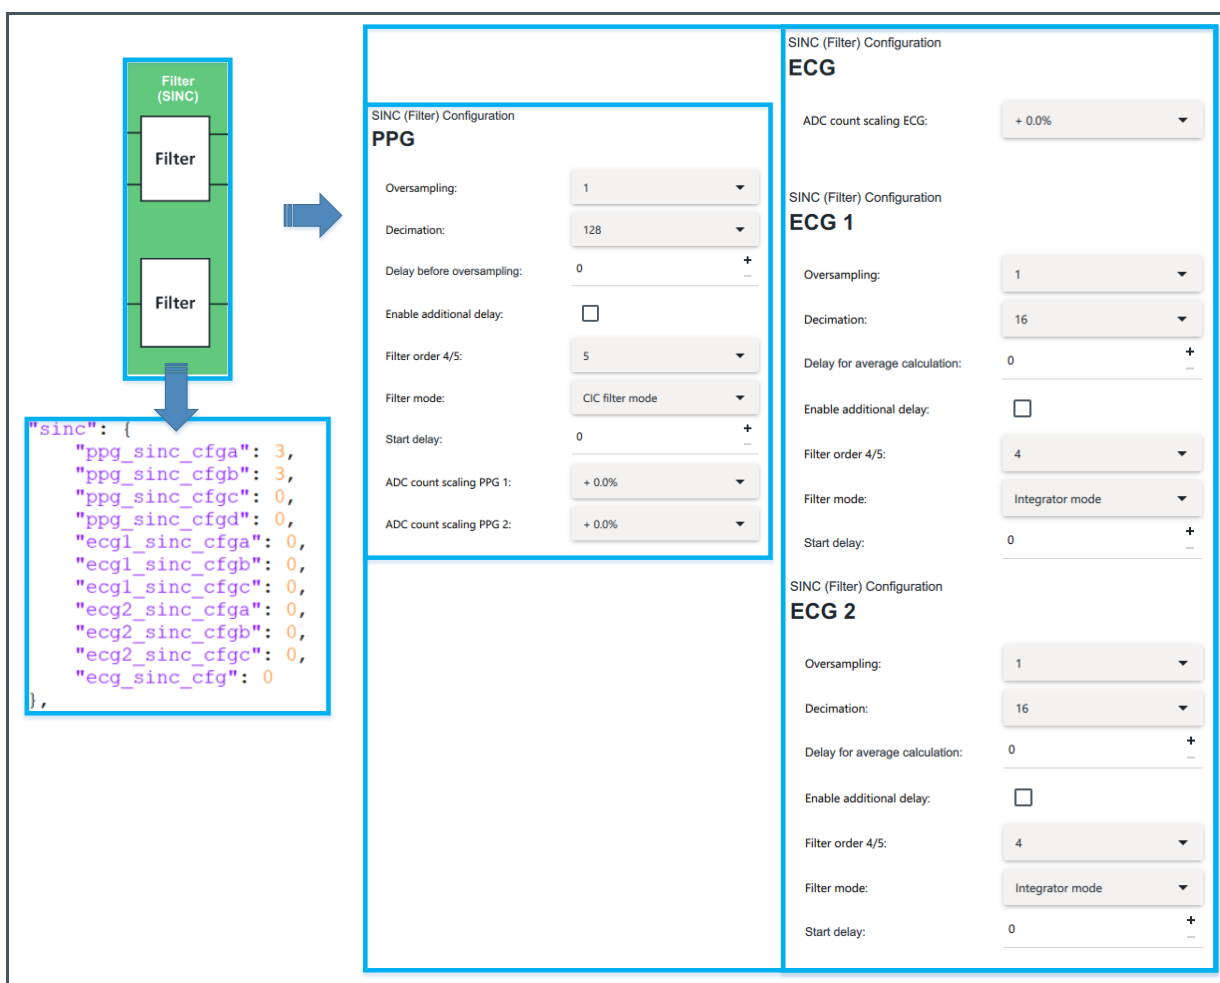 Filter
(SINC)
Filter
Filter
"sinc": {
"ppg_sinc_cfga": 3,
"ppg_sinc_cfgb": 3,
"ppg_sinc_cfgc": 0,
"ppg_sinc_cfgd": 0,
"ecg1_sinc_cfga": 0,
"ecg1_sinc_cfgb": 0,
"ecg1_sinc_cfgc": 0,
"ecg2_sinc_cfga": 0,
"ecg2_sinc_cfgb": 0,
"ecg2_sinc_cfgc": 0,
"ecg_sinc_cfg": 0
},
SINC (Filter) Configuration
PPG
Oversampling: 1
Decimation: 128
Delay before oversampling: 0 + −
Enable additional delay:
Filter order 4/5: 5
Filter mode: CIC filter mode
Start delay: 0 + −
ADC count scaling PPG 1: + 0.0%
ADC count scaling PPG 2: + 0.0%
SINC (Filter) Configuration
ECG
ADC count scaling ECG: + 0.0%
SINC (Filter) Configuration
ECG 1
Oversampling: 1
Decimation: 16
Delay for average calculation: 0 + −
Enable additional delay:
Filter order 4/5: 4
Filter mode: Integrator mode
Start delay: 0 + −
SINC (Filter) Configuration
ECG 2
Oversampling: 1
Decimation: 16
Delay for average calculation: 0 + −
Enable additional delay:
Filter order 4/5: 4
Filter mode: Integrator mode
Start delay: 0 + −